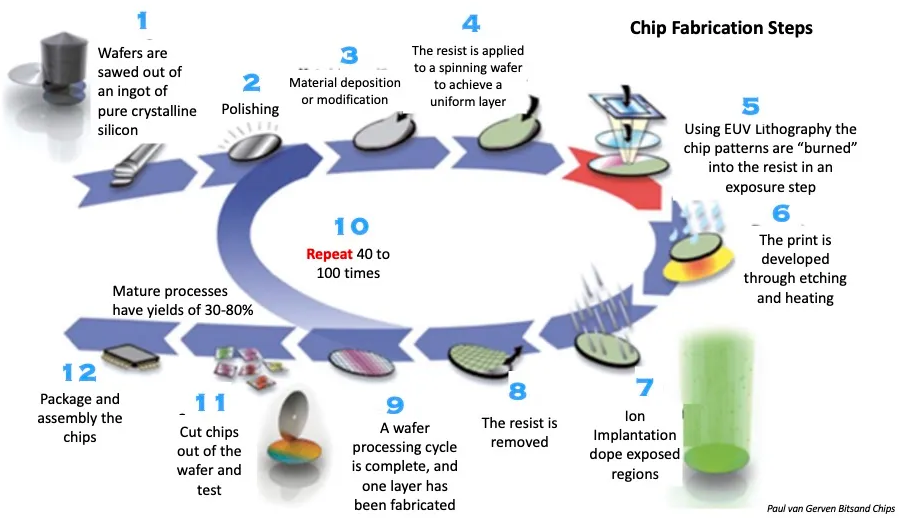 Chip Fabrication Steps
1
Wafers are
sawed out of
an ingot of
pure crystalline
silicon
2
Polishing
3
Material deposition
or modification
4
The resist is applied
to a spinning wafer
to achieve a
uniform layer
5
Using EUV Lithography the
chip patterns are “burned”
into the resist in an
exposure step
6
The print is
developed
through etching
and heating
7
Ion
Implantation
dope exposed
regions
8
The resist is
removed
9
A wafer
processing cycle
is complete, and
one layer has
been fabricated
10
Repeat 40 to
100 times
Mature processes
have yields of 30-80%
11
Cut chips
out of the
wafer and
test
12
Package and
assembly the
chips
Paul van Gerven Bitsand Chips